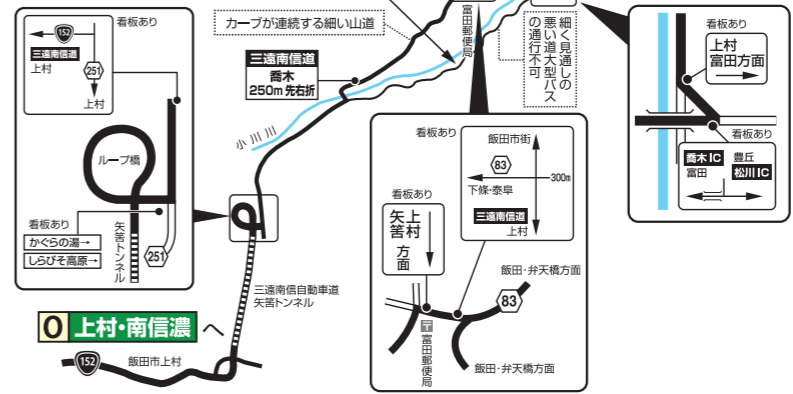 看板あり
152
三遠南信道
上村
251
上村
ループ橋
看板あり
かぐらの湯→
しらびそ高原→
矢筈トンネル
251
カーブが連続する細い山道
三遠南信道
喬木
250m 先右折
小川川
富田郵便局
細く見通しの
悪い道大型バス
の通行不可
看板あり
上村
富田方面
看板あり
喬木IC
富田
豊丘
松川IC
看板あり
飯田市街
83
下條・泰阜
300m
三遠南信道
上村
看板あり
上村
矢筈
方面
飯田・弁天橋方面
83
富田郵便局
飯田・弁天橋方面
三遠南信自動車道
矢筈トンネル
O 上村・南信濃 へ
152
飯田市上村